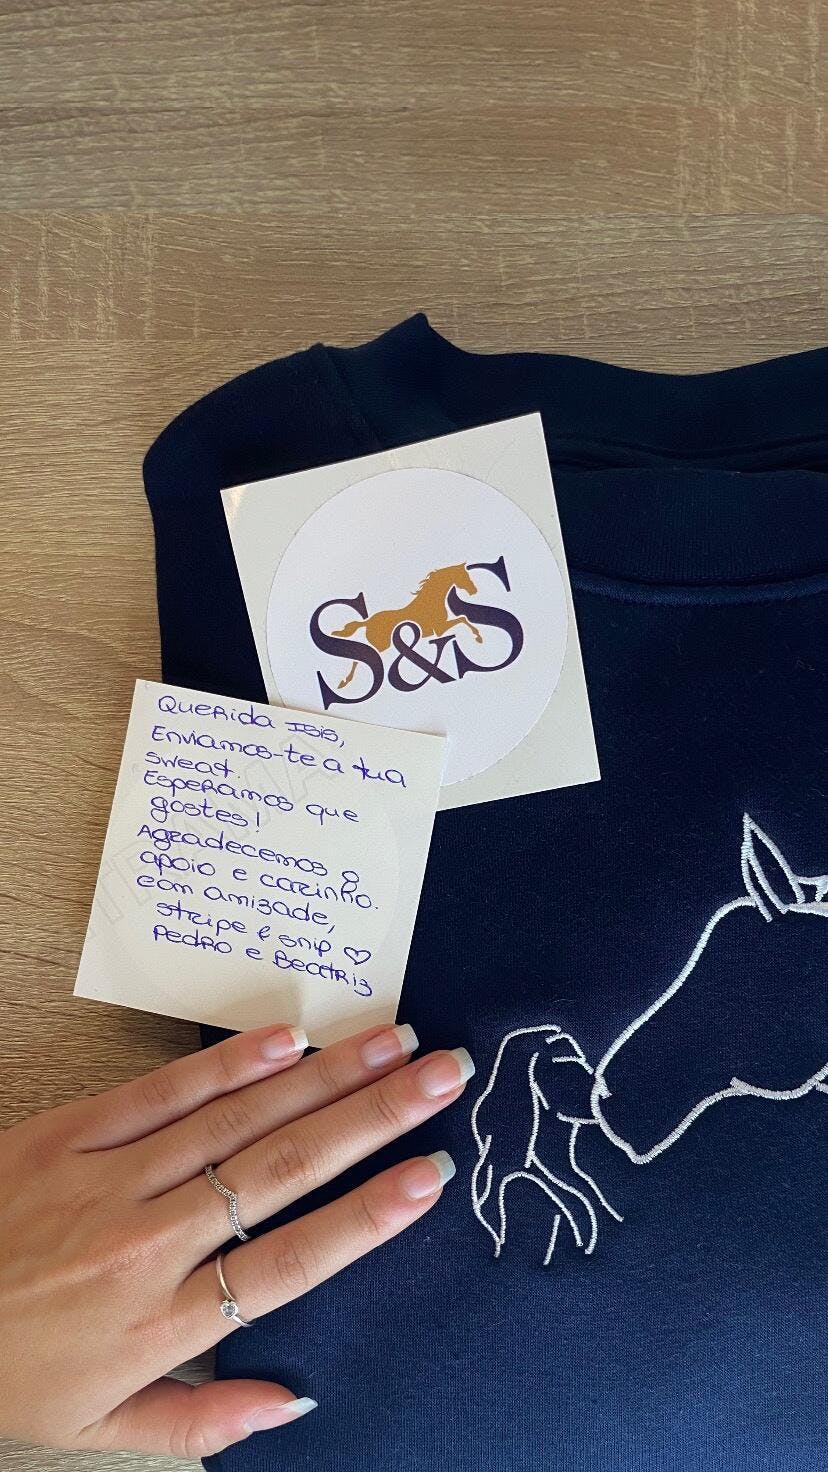 S&S
Querida Isis,
Enviamos-te a tua
sweat.
Esperamos que
gostes!
Agradecemos o
apoio e carinho.
com amizade,
stripe & snip ♡
Pedro e Beatriz